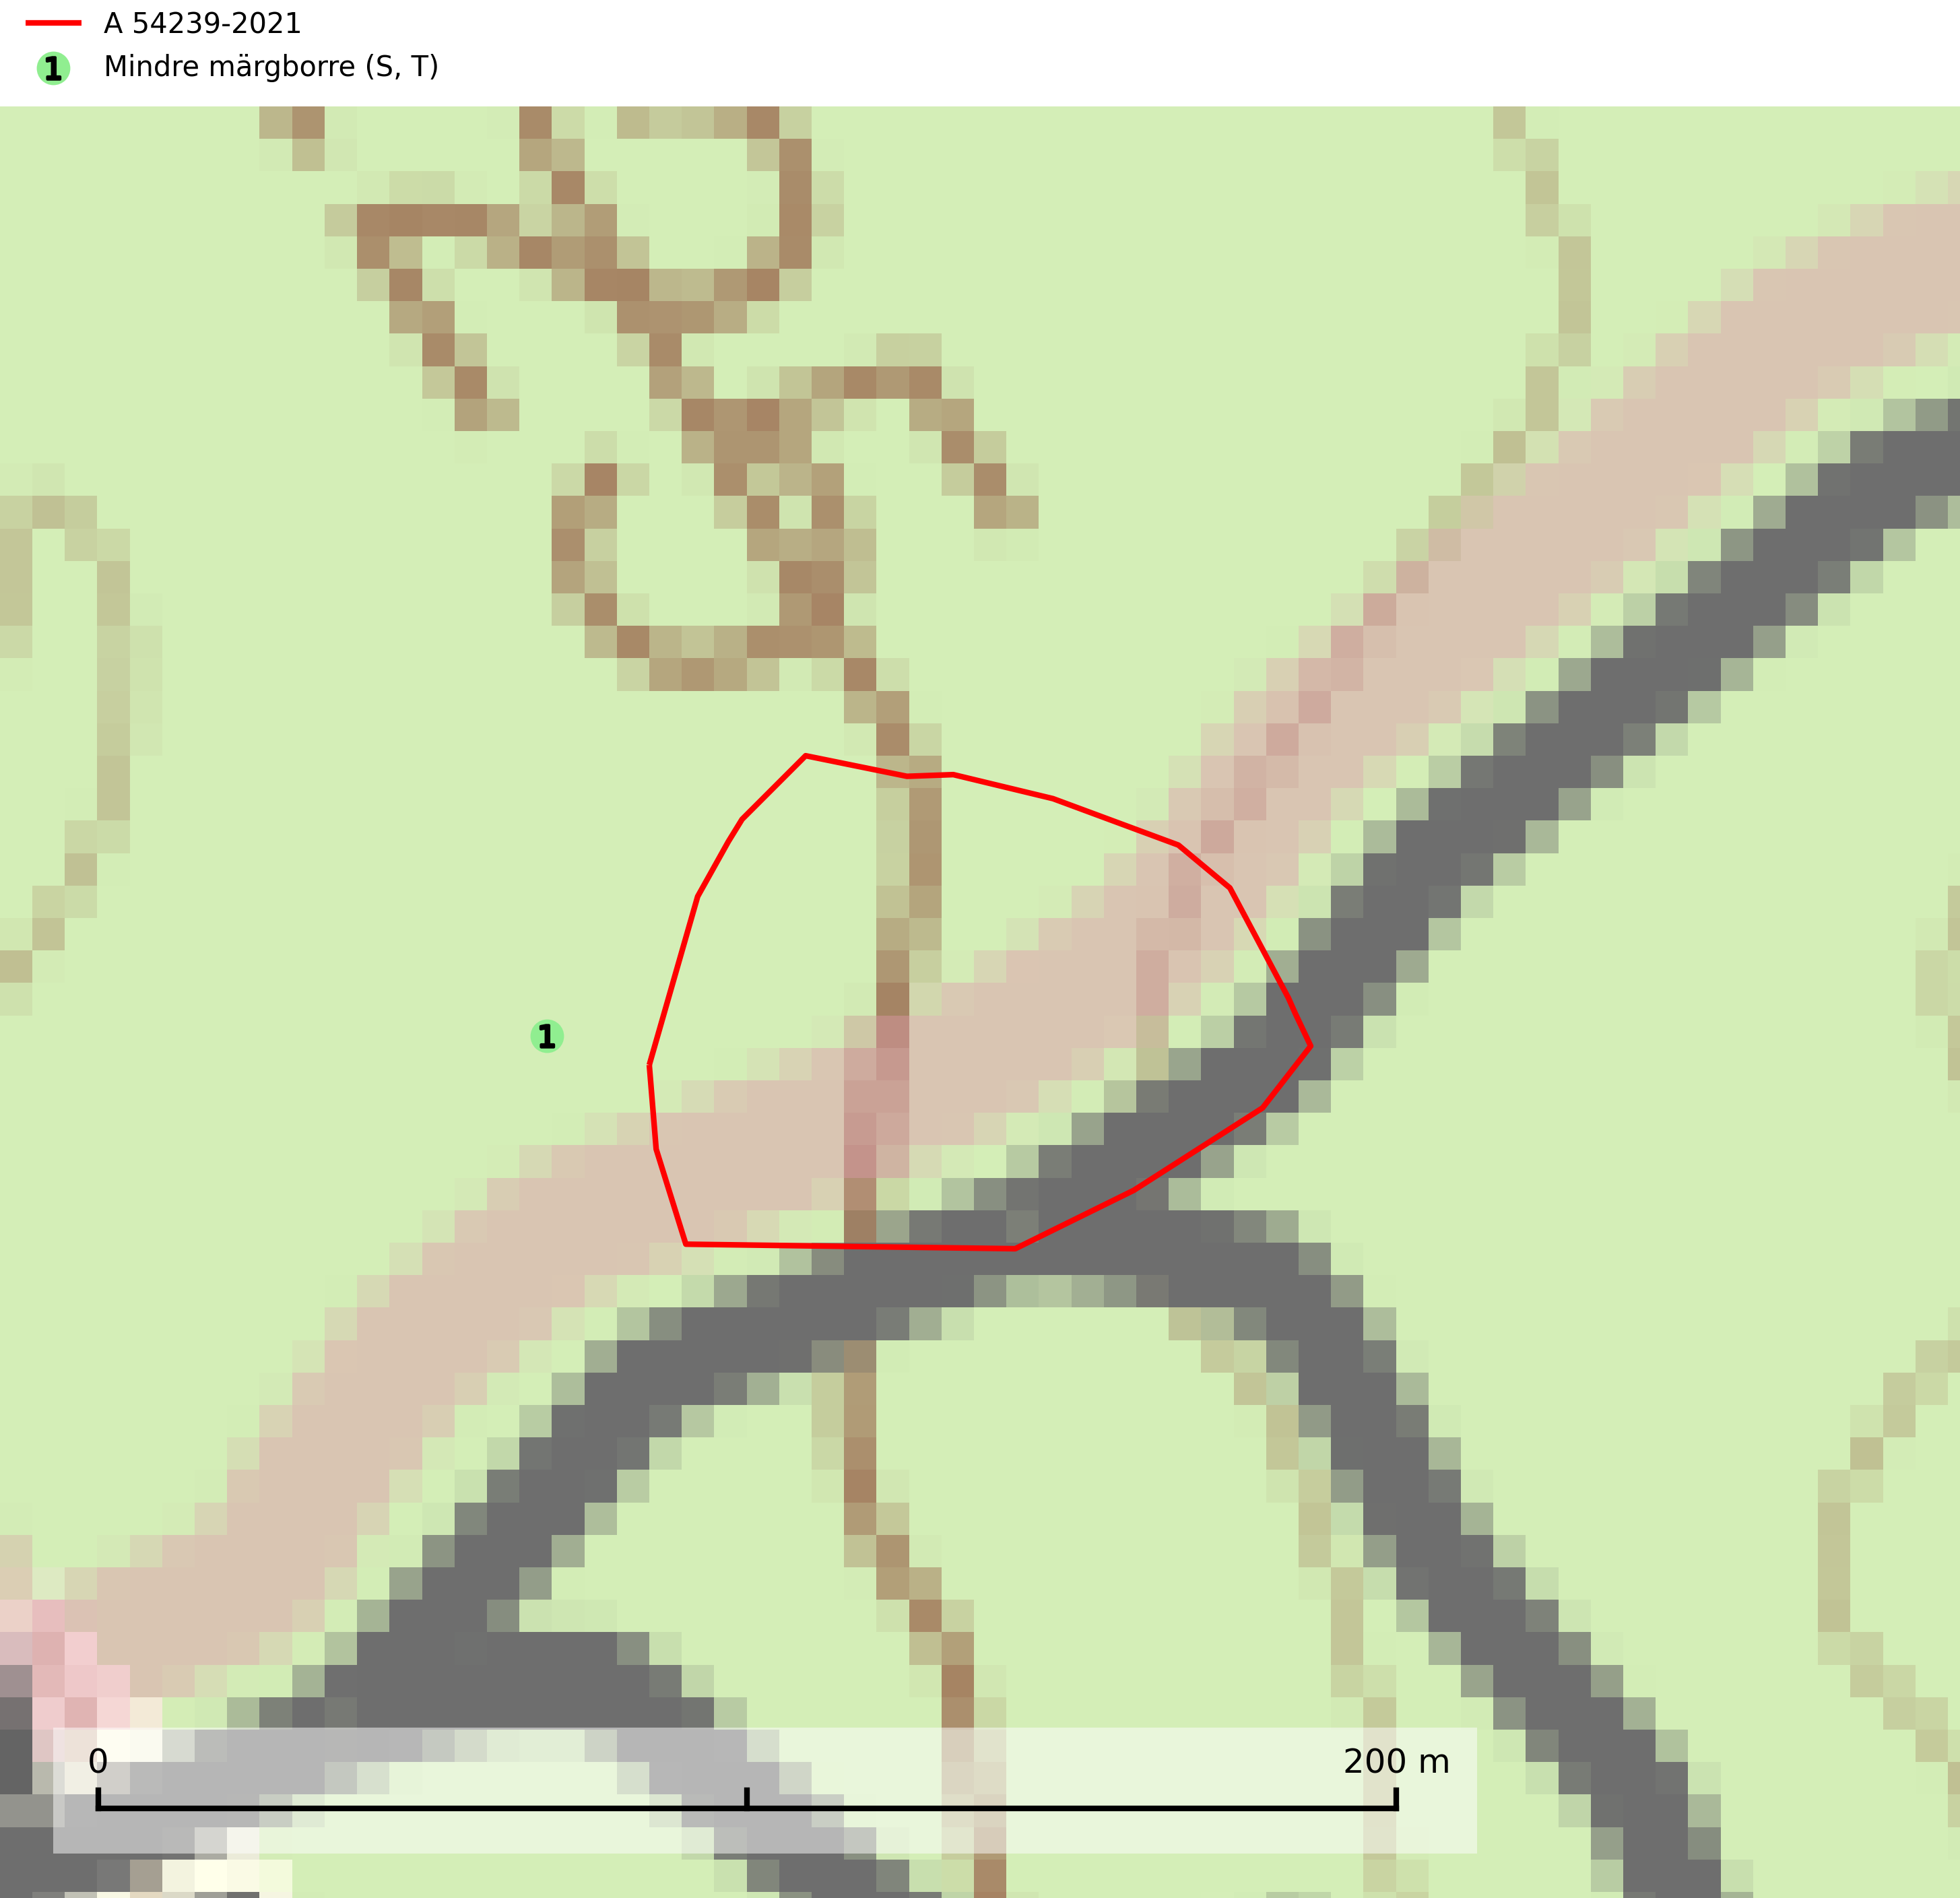 A 54239-2021
1 Mindre märgborre (S, T)
1
0 200 m